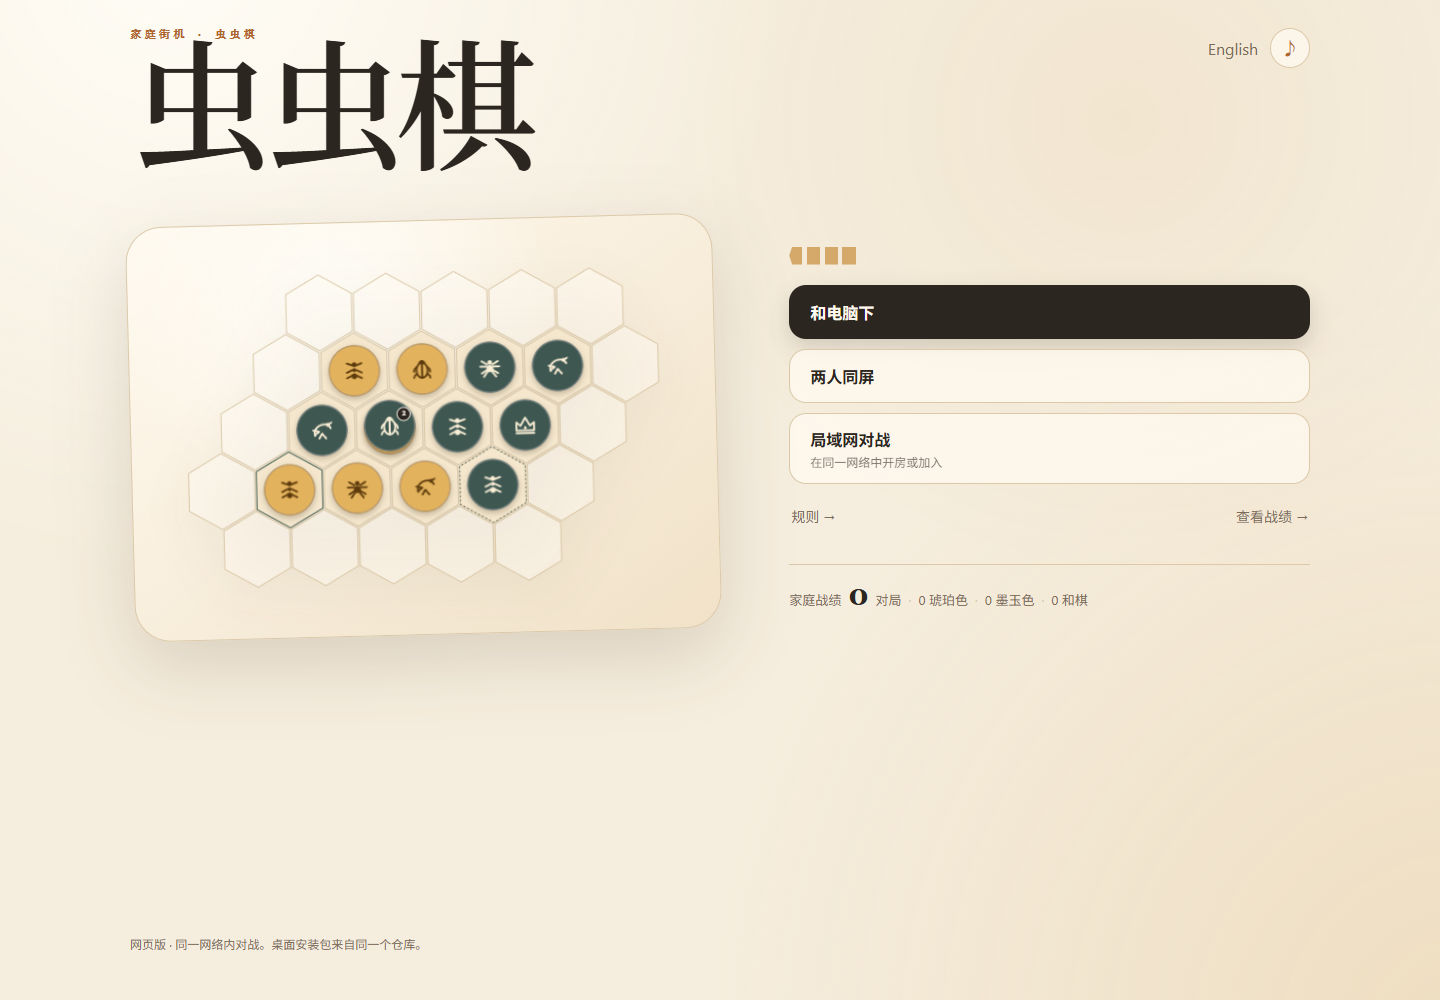 家庭街机 · 虫虫棋
English ♪
虫虫棋
2
和电脑下
两人同屏
局域网对战
在同一网络中开房或加入
规则 →
查看战绩 →
家庭战绩 0 对局 · 0 琥珀色 · 0 墨玉色 · 0 和棋
网页版 · 同一网络内对战。桌面安装包来自同一个仓库。